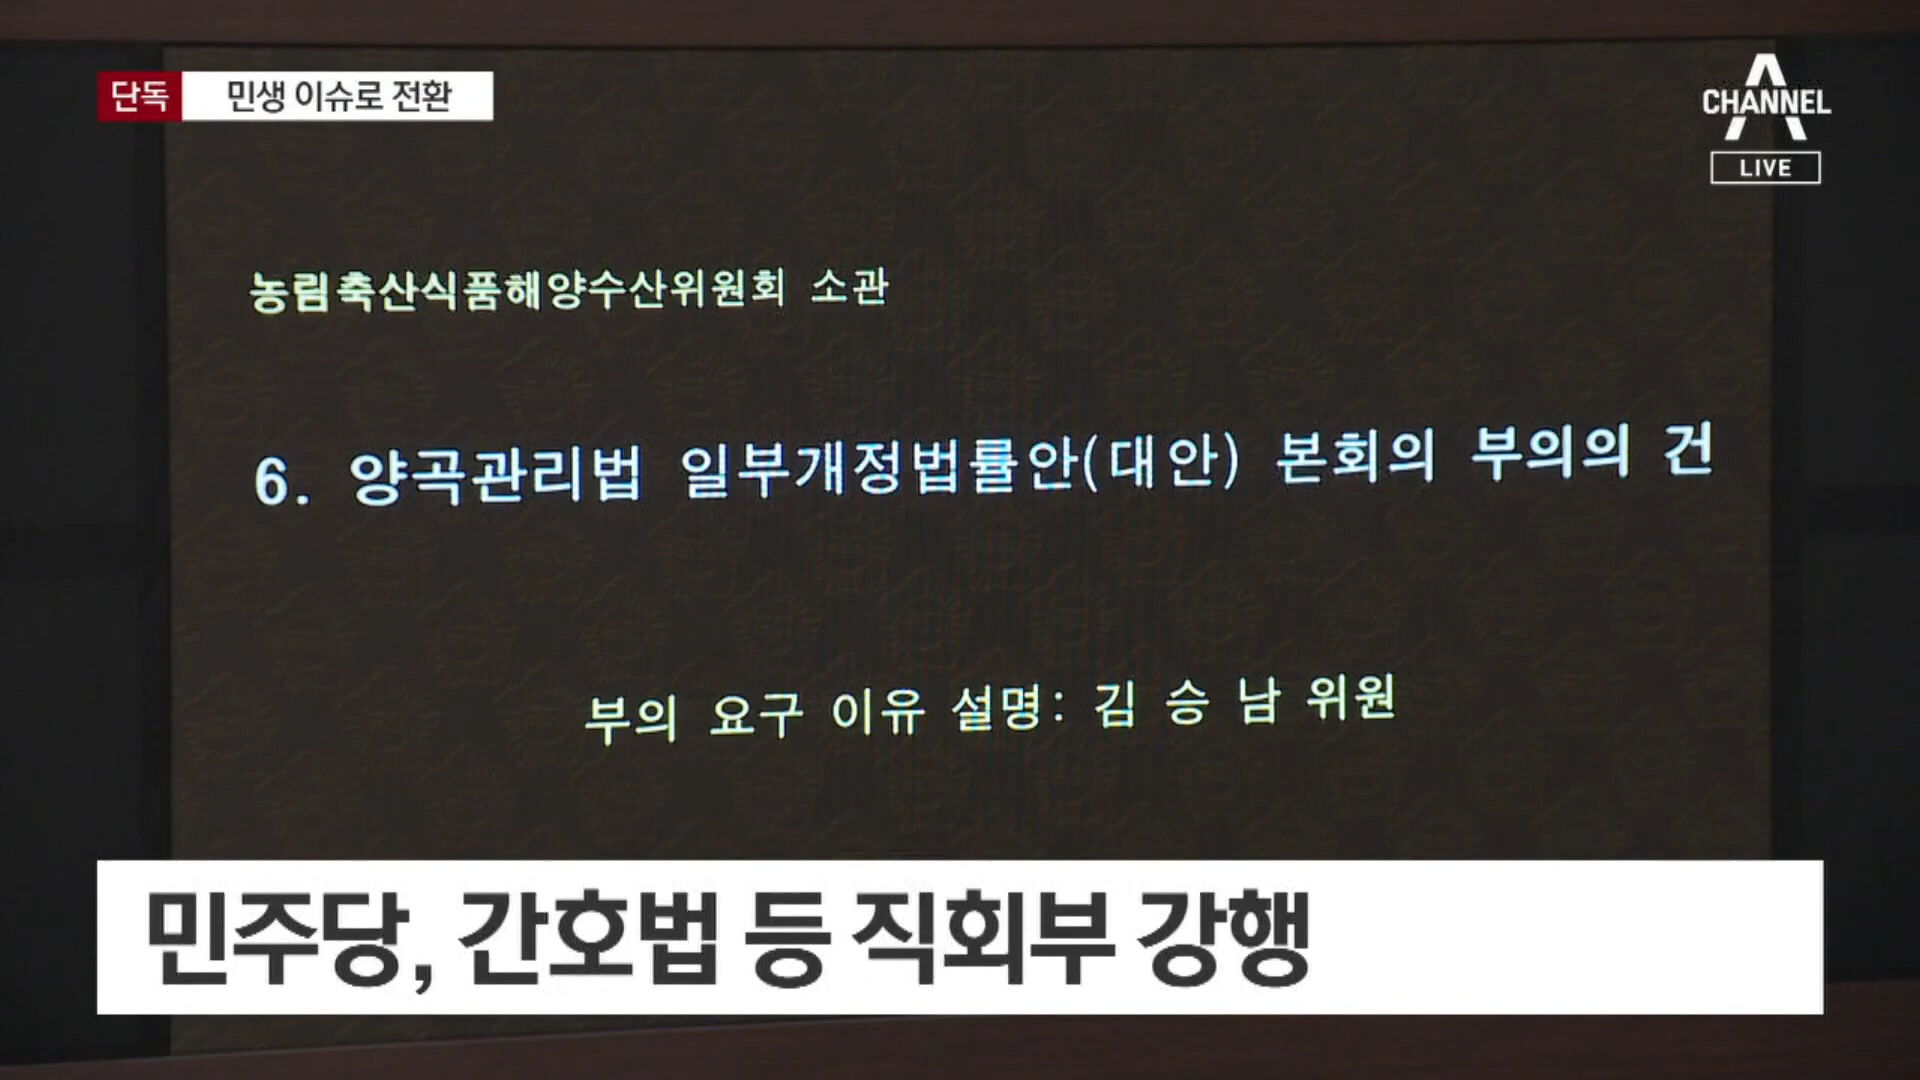 단독 민생 이슈로 전환
CHANNEL A
LIVE
농림축산식품해양수산위원회 소관
6. 양곡관리법 일부개정법률안(대안) 본회의 부의의 건
부의 요구 이유 설명: 김 승 남 위원
민주당, 간호법 등 직회부 강행